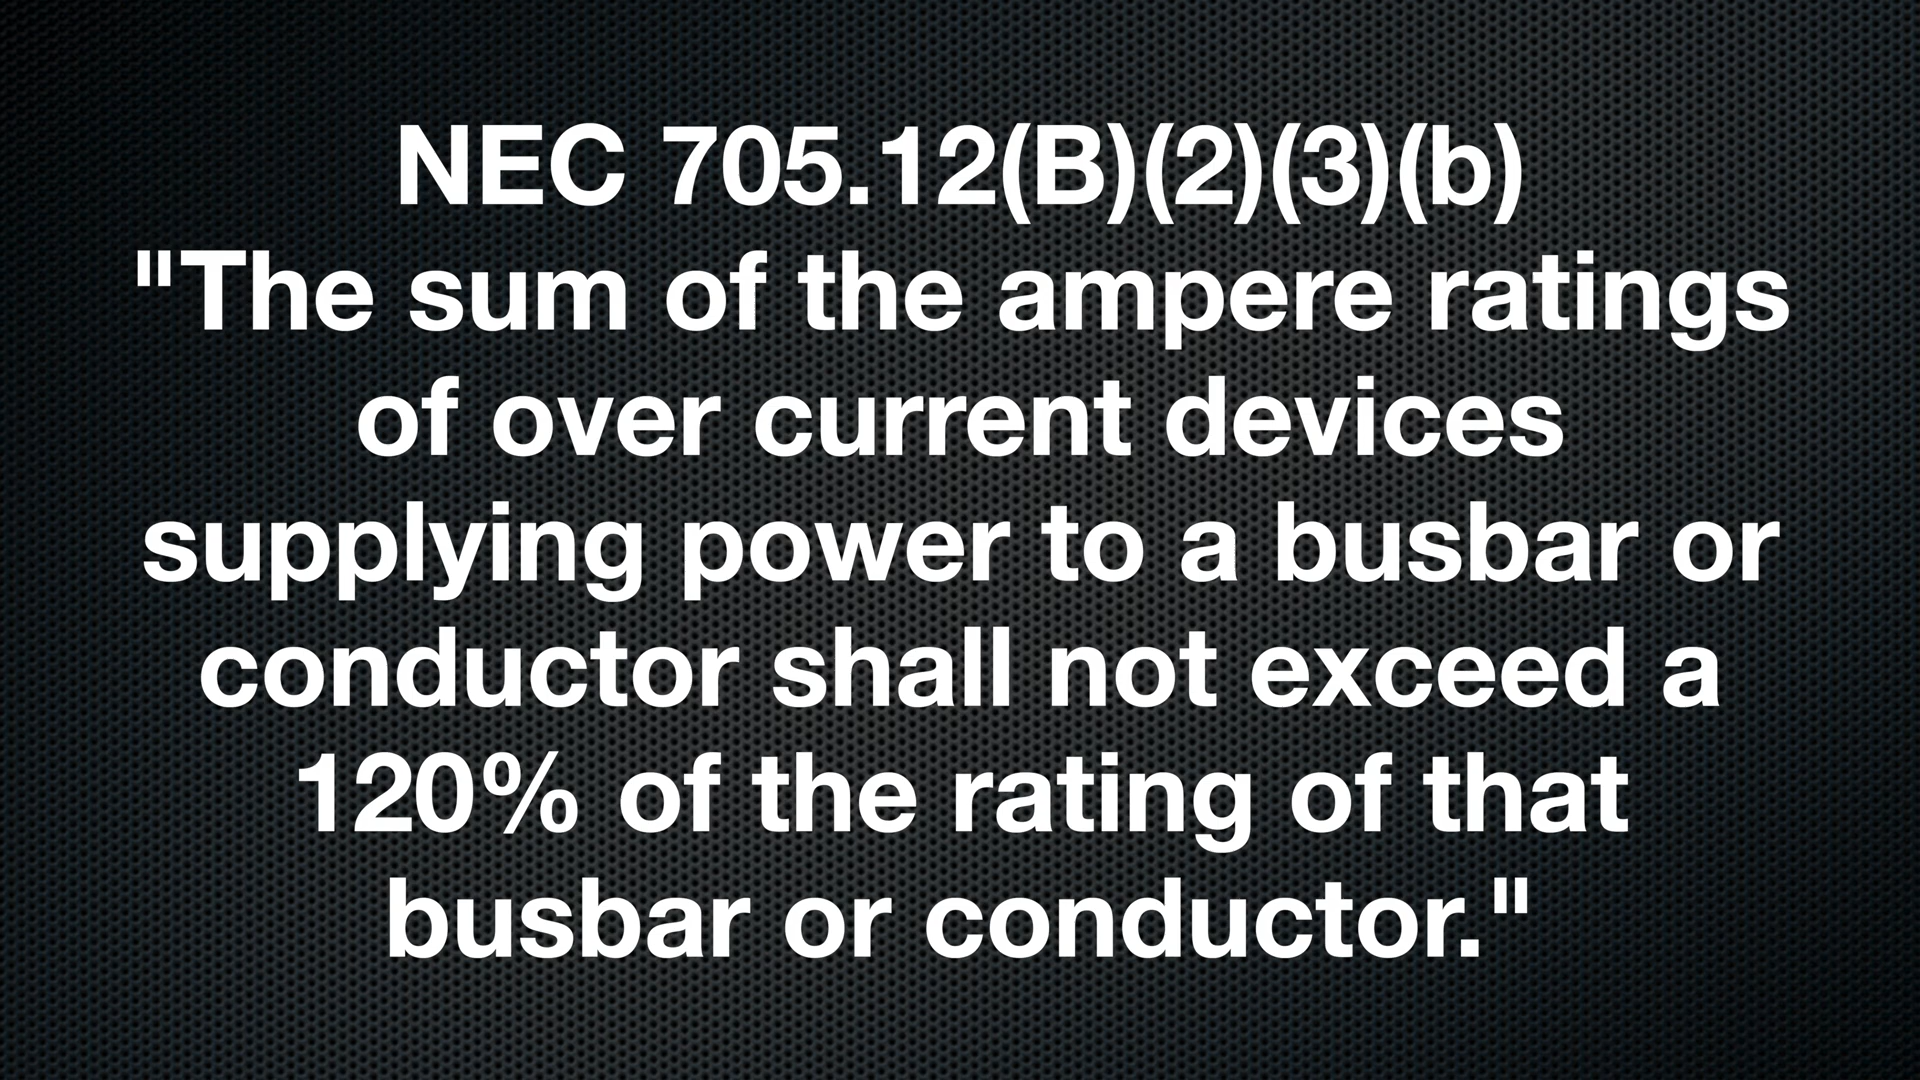 NEC 705.12(B)(2)(3)(b)
"The sum of the ampere ratings
of over current devices
supplying power to a busbar or
conductor shall not exceed a
120% of the rating of that
busbar or conductor."